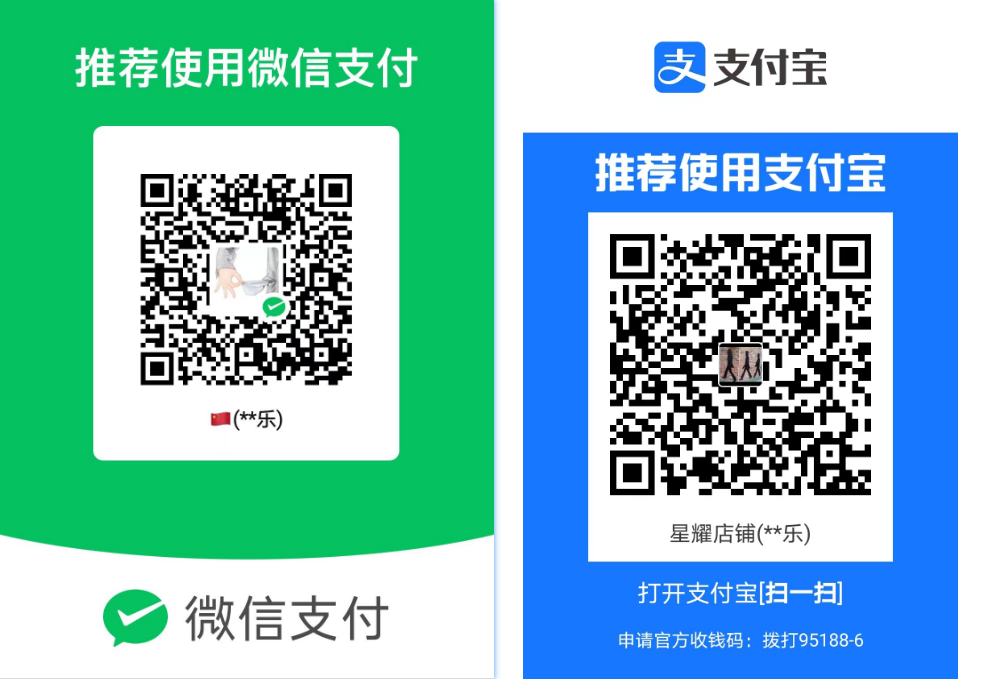 推荐使用微信支付
🇨🇳(**乐)
微信支付
支付宝
推荐使用支付宝
星耀店铺(**乐)
打开支付宝[扫一扫]
申请官方收钱码：拨打95188-6